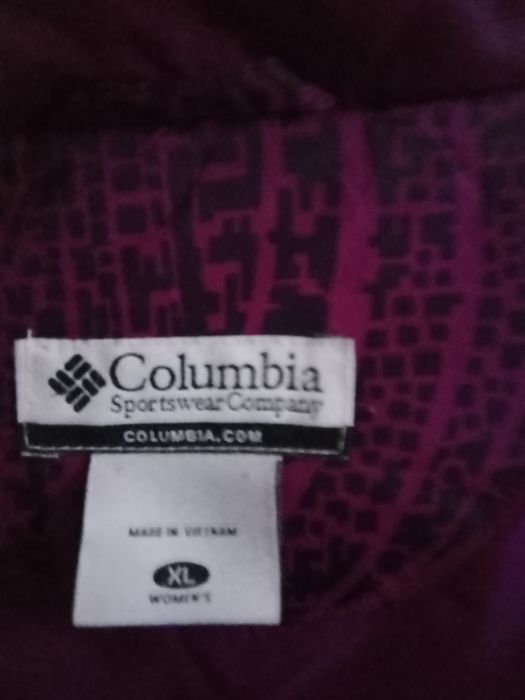 Columbia
Sportswear Company
COLUMBIA.COM
MADE IN VIETNAM
XL
WOMEN'S